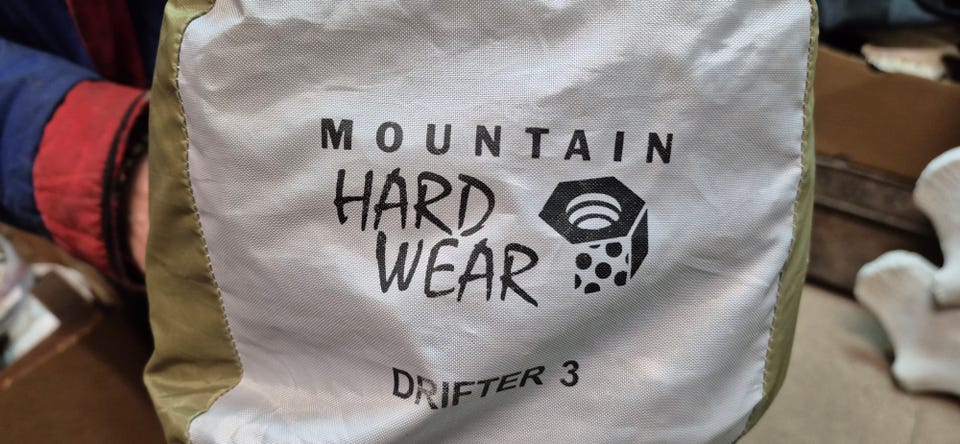 MOUNTAIN
HARD
WEAR
DRIFTER 3